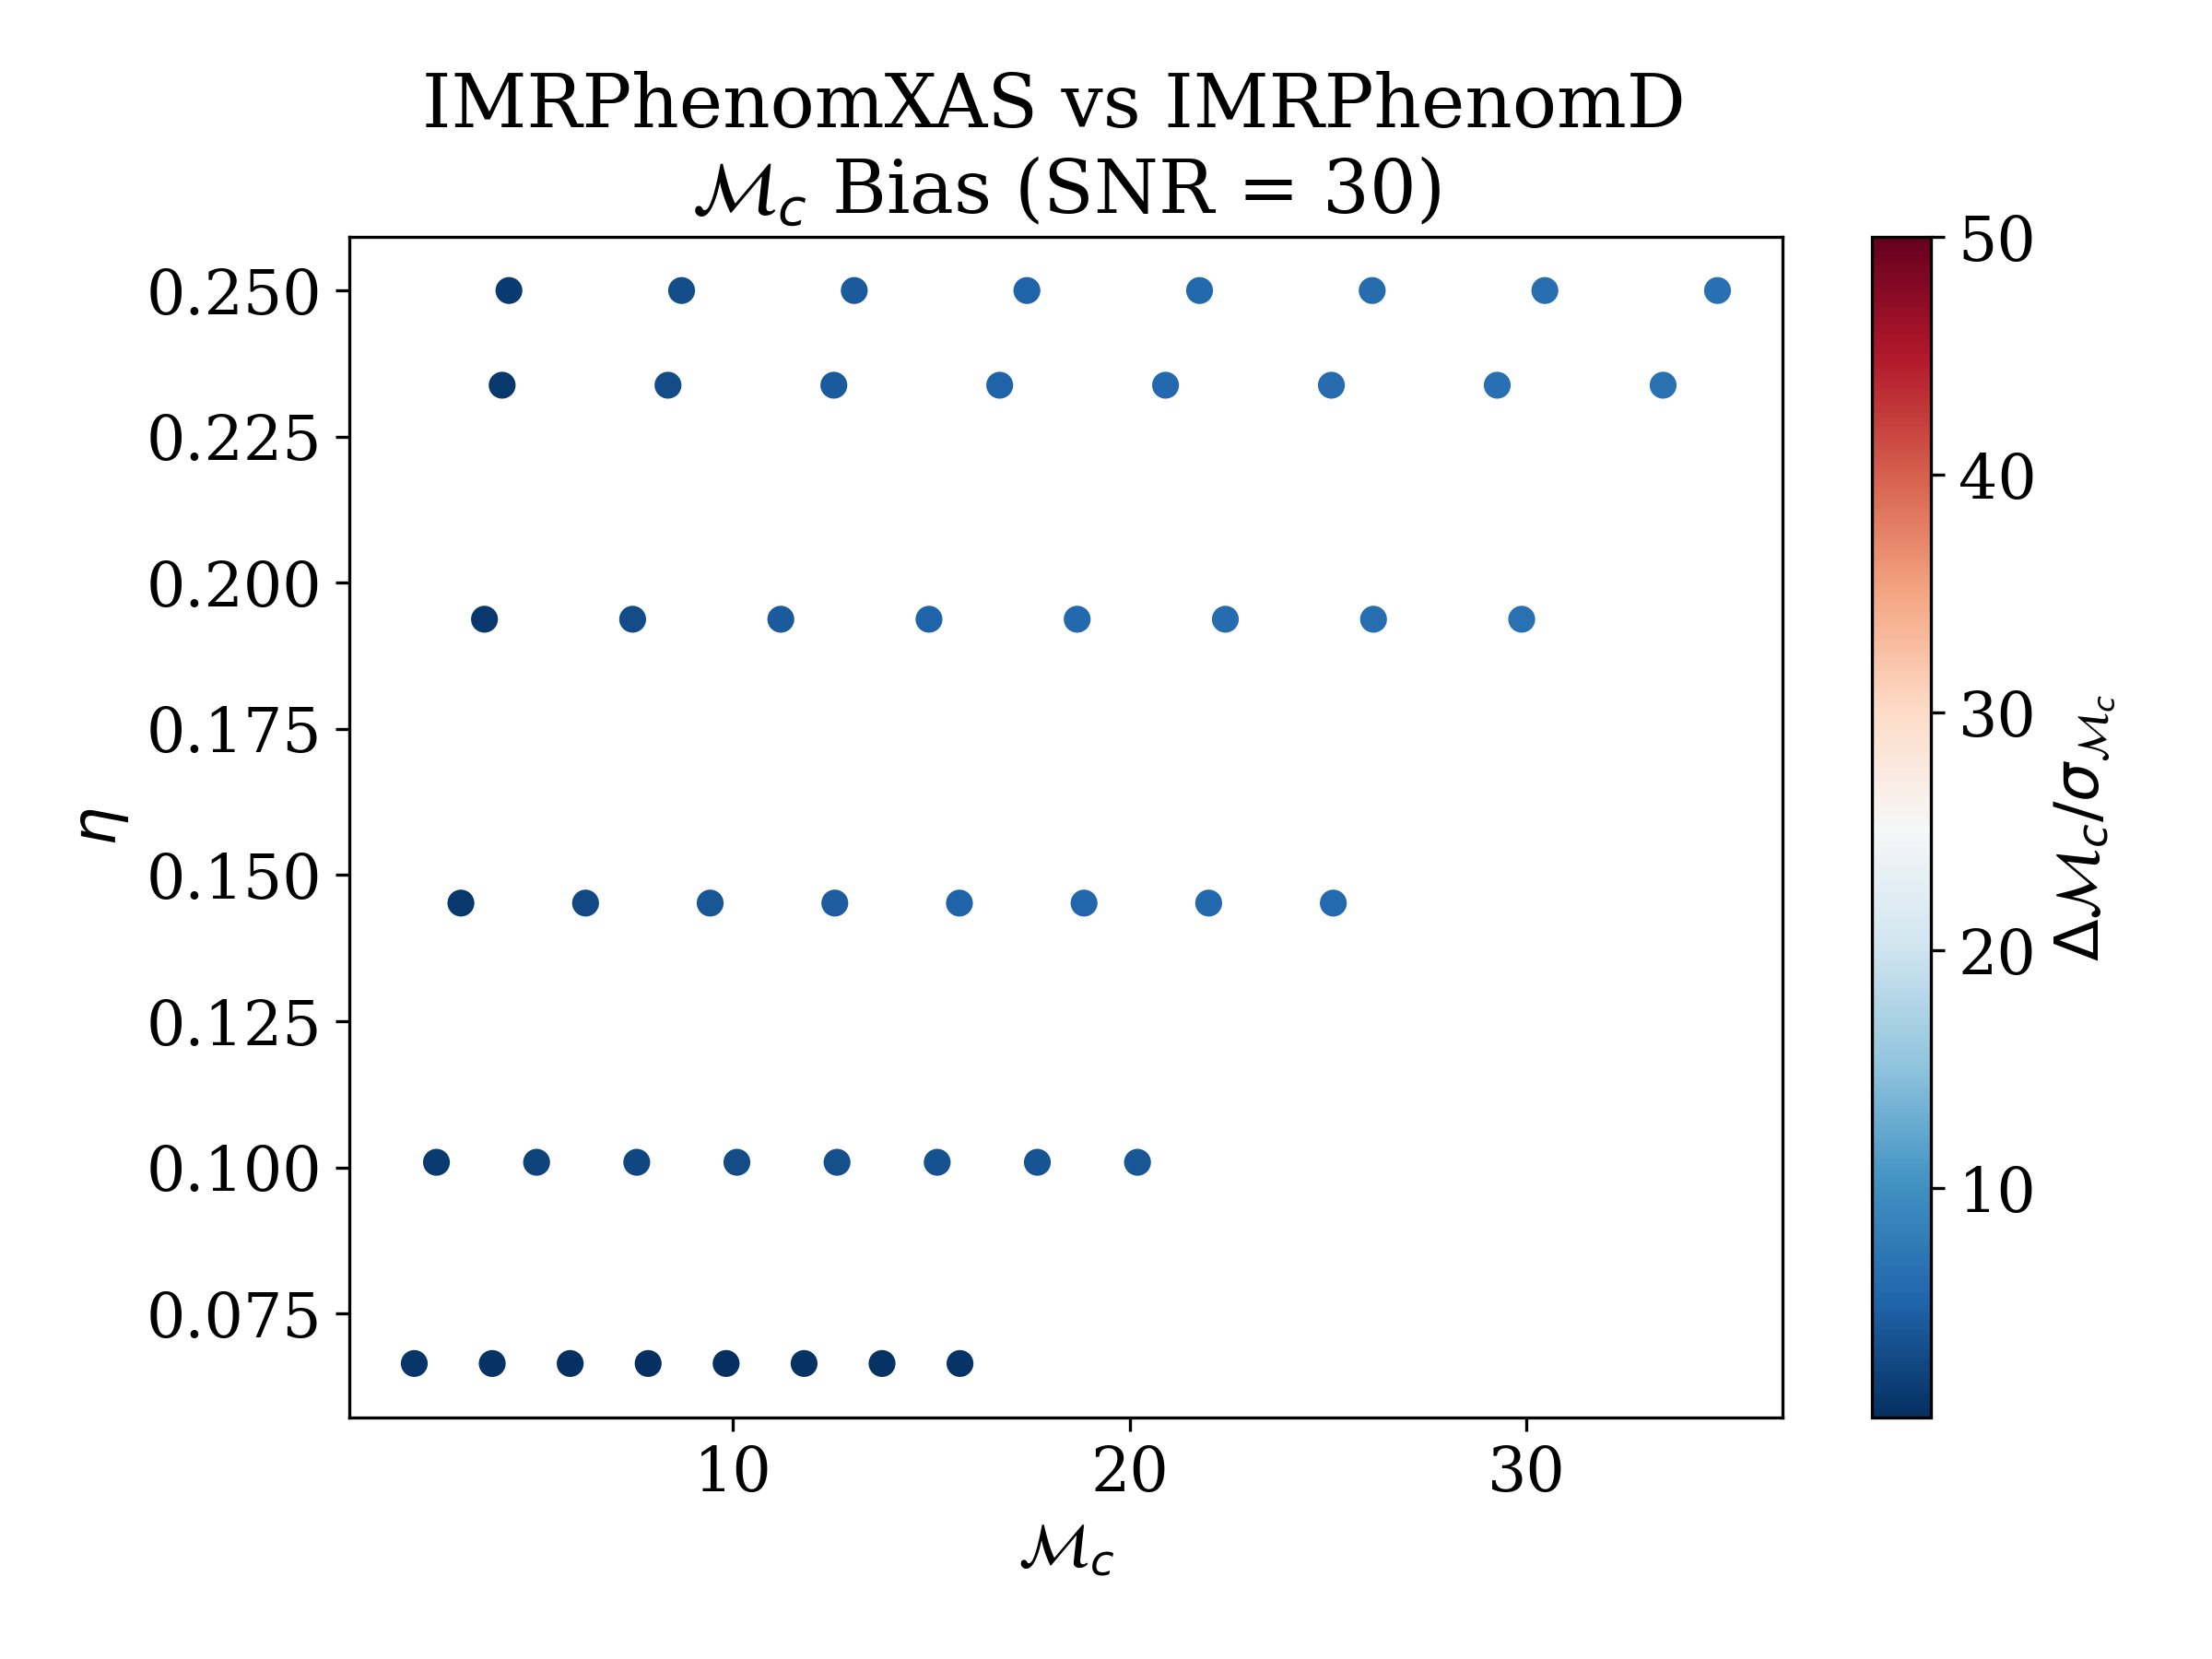 IMRPhenomXAS vs IMRPhenomD
ℳc Bias (SNR = 30)
0.250
0.225
0.200
0.175
0.150
0.125
0.100
0.075
η
10 20 30
ℳc
50
40
30
20
10
Δℳc/σℳc